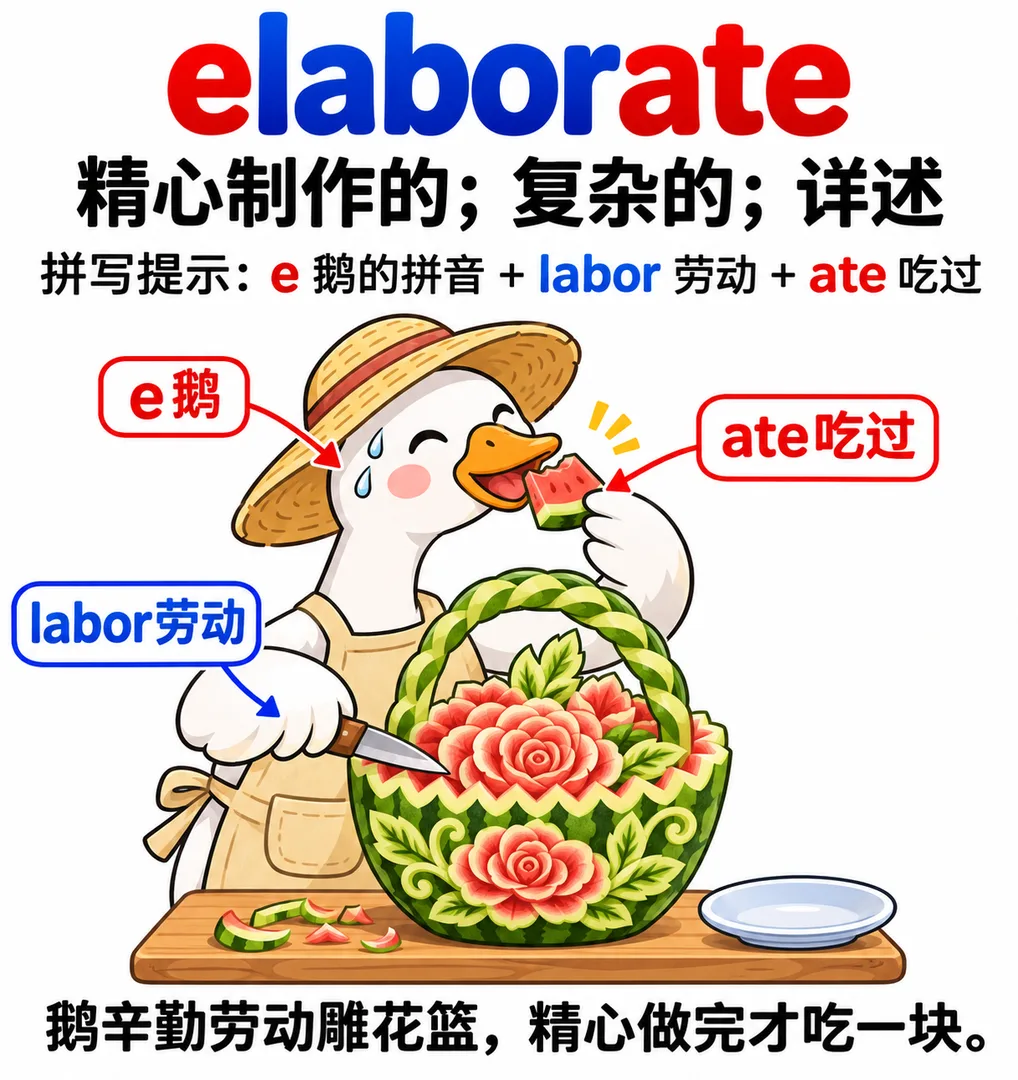 elaborate
精心制作的；复杂的；详述
拼写提示：e 鹅的拼音 + labor 劳动 + ate 吃过
e 鹅
ate吃过
labor劳动
鹅辛勤劳动雕花篮，精心做完才吃一块。